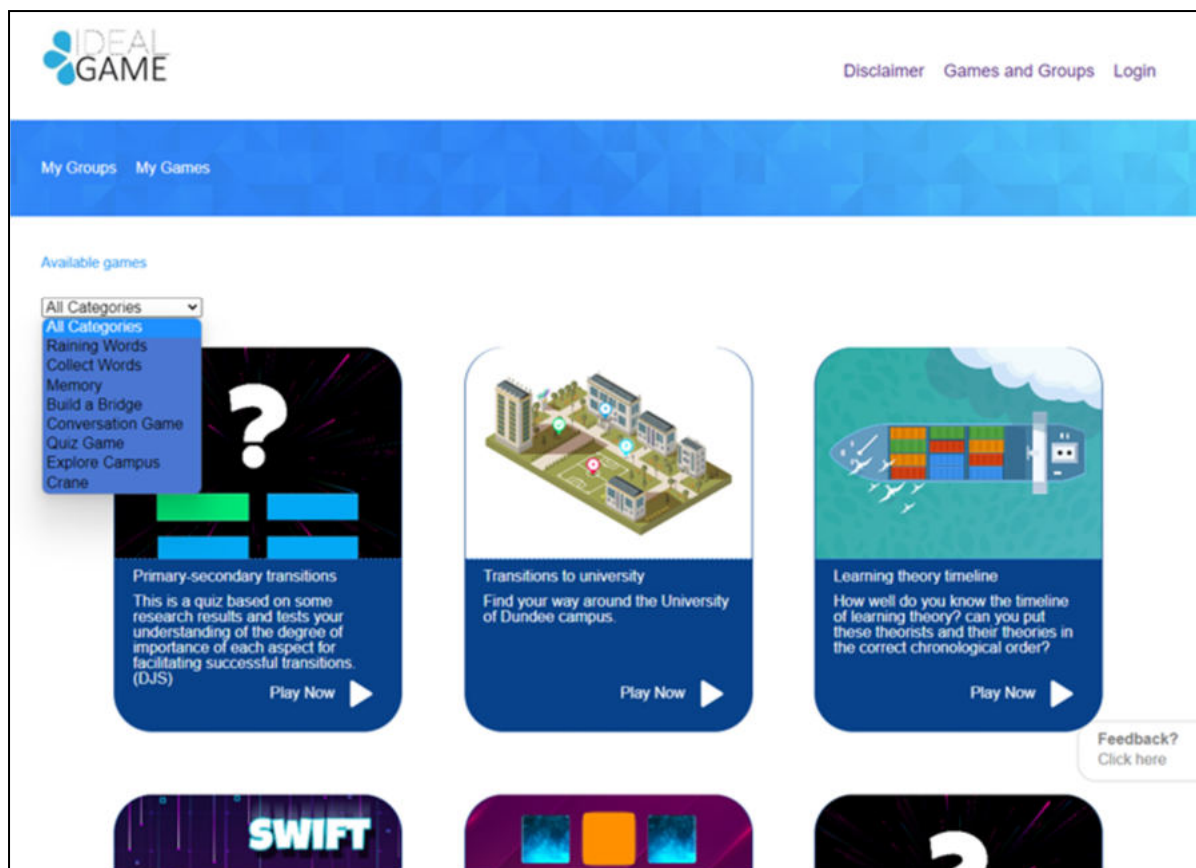 IDEAL
GAME
Disclaimer Games and Groups Login
My Groups My Games
Available games
All Categories
All Categories
Raining Words
Collect Words
Memory
Build a Bridge
Conversation Game
Quiz Game
Explore Campus
Crane
?
Primary-secondary transitions
This is a quiz based on some
research results and tests your
understanding of the degree of
importance of each aspect for
facilitating successful transitions.
(DJS)
Play Now
Transitions to university
Find your way around the University
of Dundee campus.
Play Now
Learning theory timeline
How well do you know the timeline
of learning theory? can you put
these theorists and their theories in
the correct chronological order?
Play Now
Feedback?
Click here
SWIFT
?